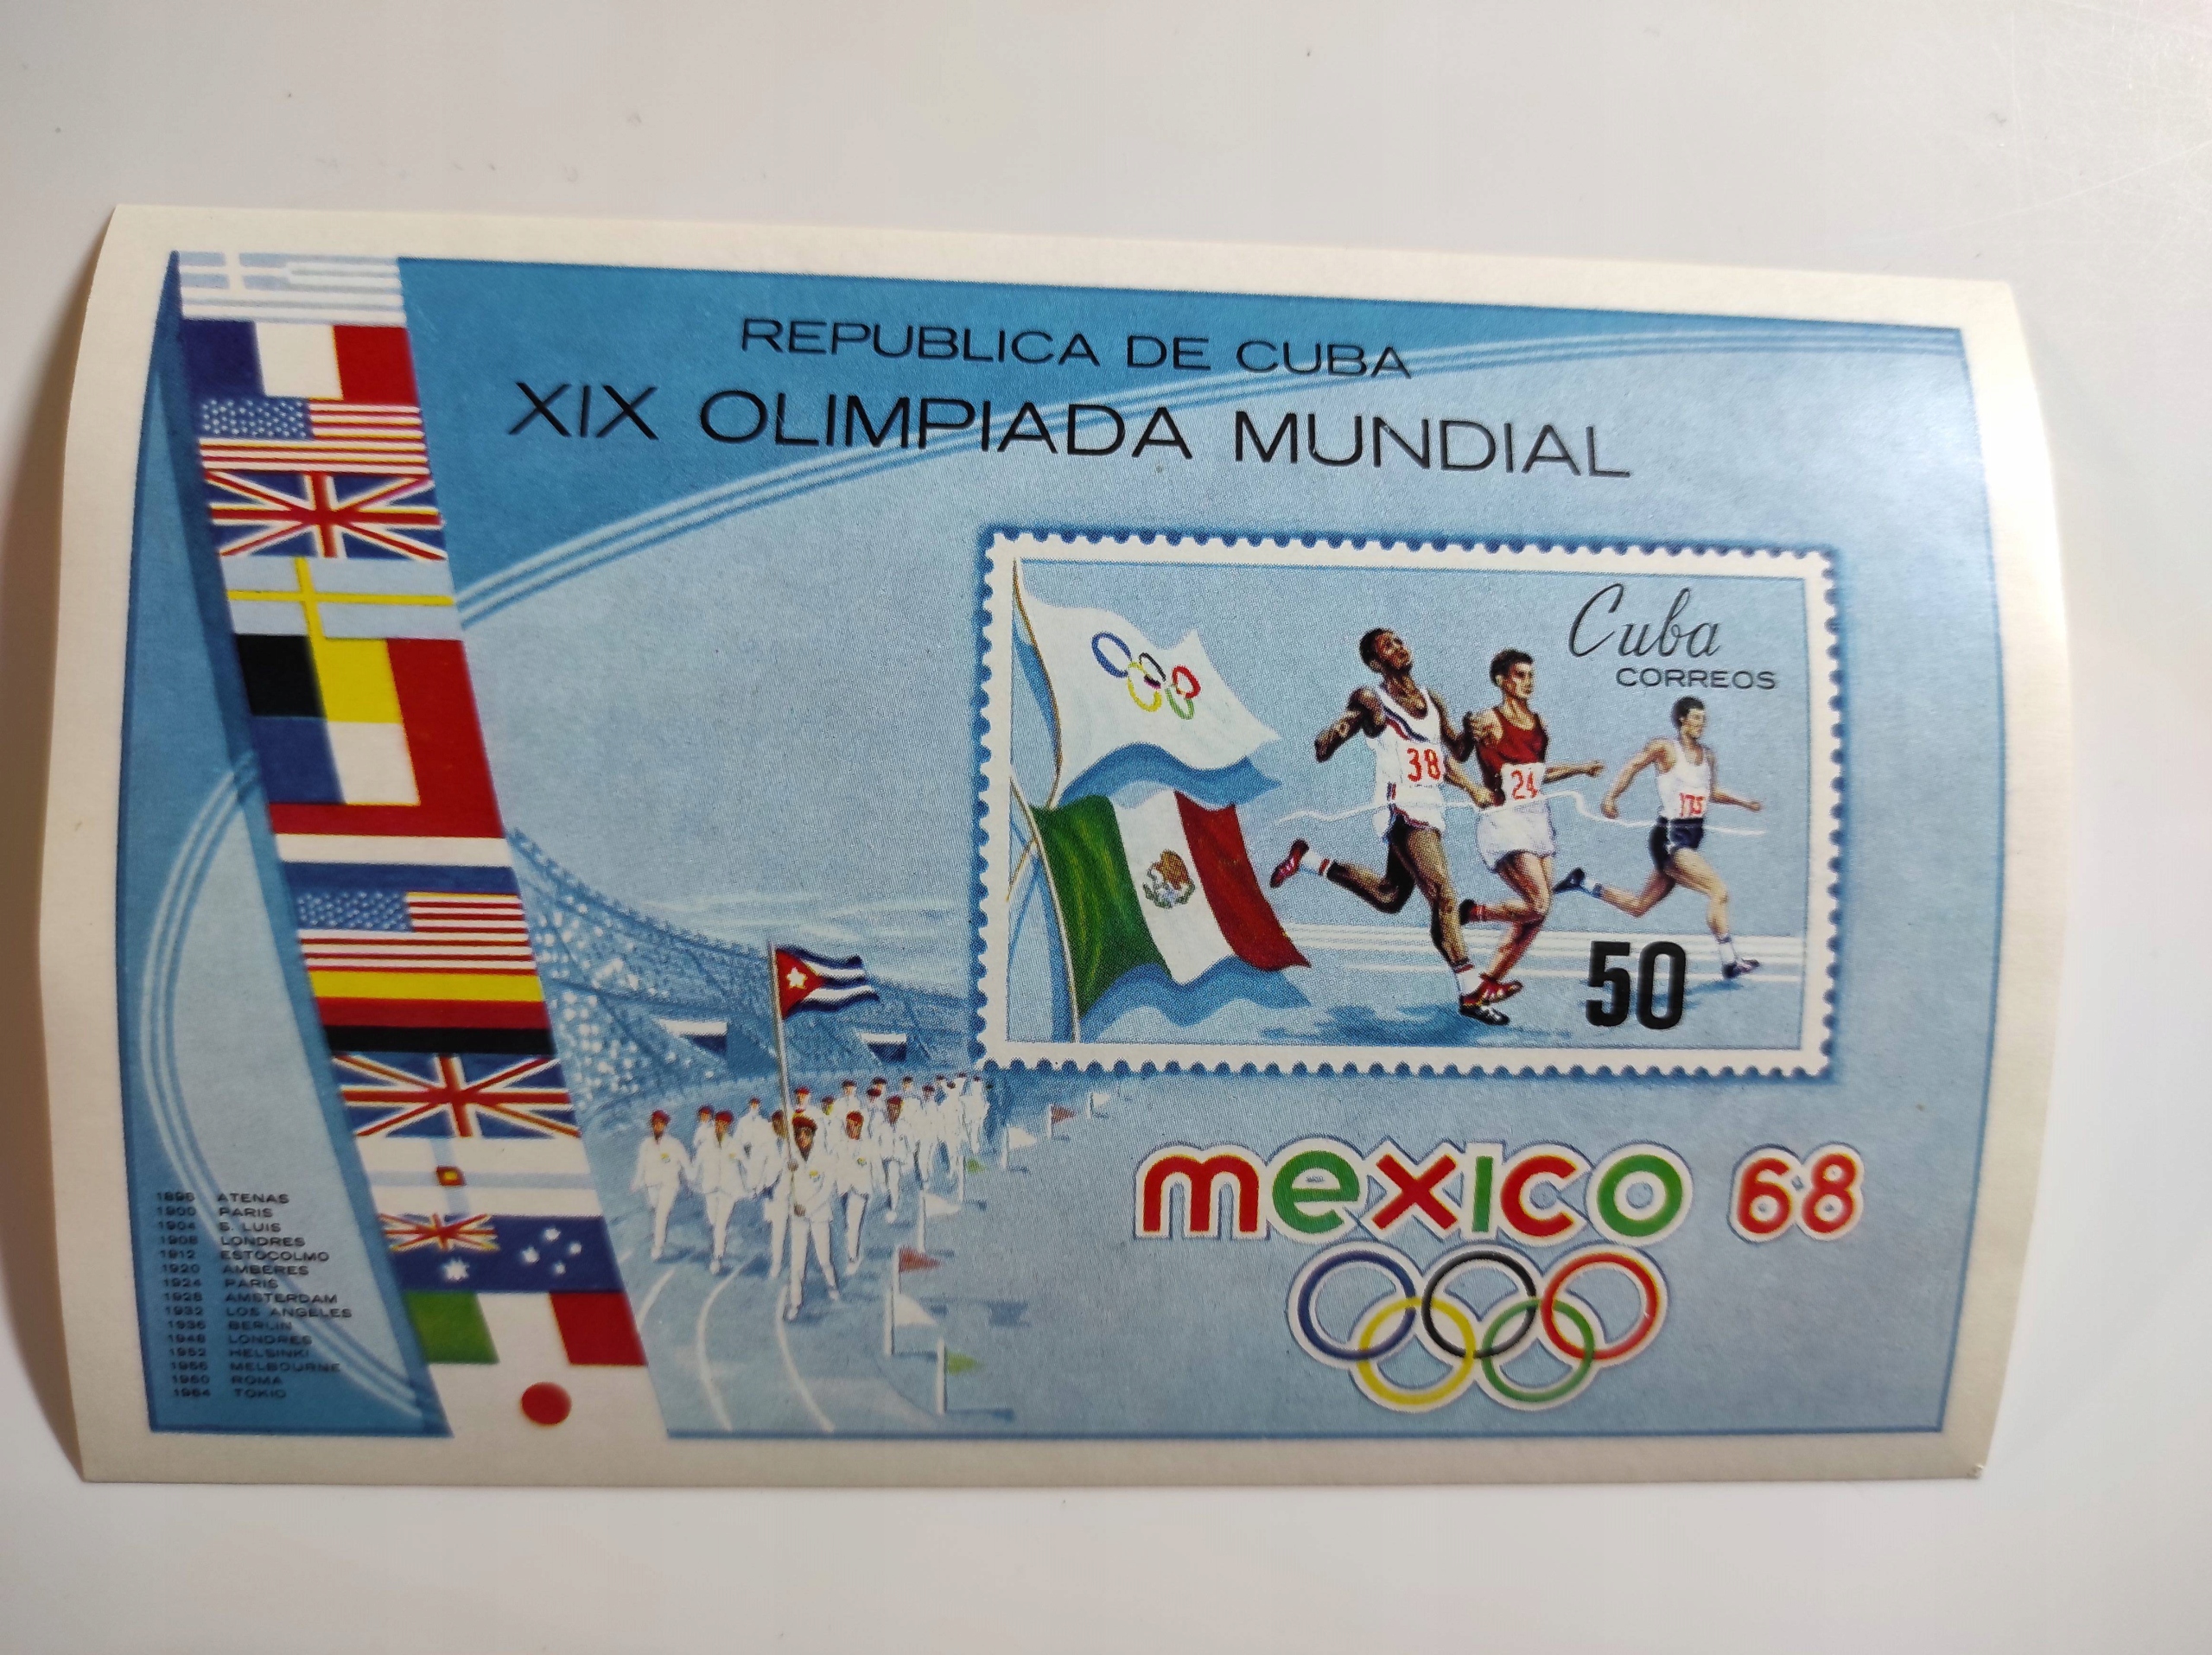 REPUBLICA DE CUBA
XIX OLIMPIADA MUNDIAL
Cuba
CORREOS
38
24
175
50
mexico 68
1896 ATENAS
1900 PARIS
1904 S. LUIS
1908 LONDRES
1912 ESTOCOLMO
1920 AMBERES
1924 PARIS
1928 AMSTERDAM
1932 LOS ANGELES
1936 BERLIN
1948 LONDRES
1952 HELSINKI
1956 MELBOURNE
1960 ROMA
1964 TOKIO